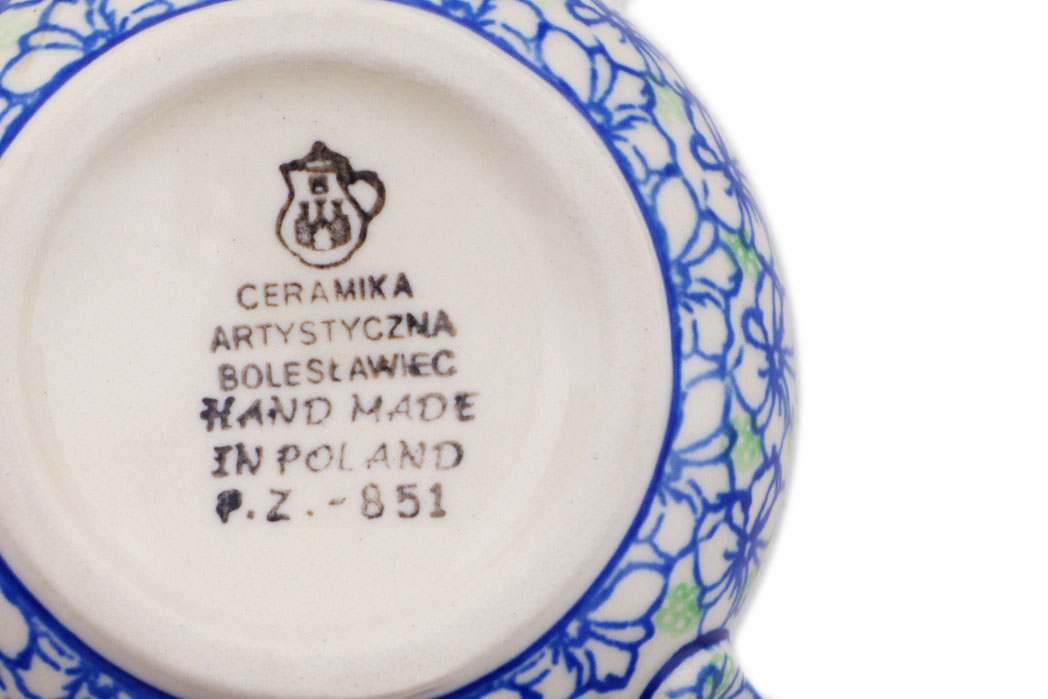 CERAMIKA
ARTYSTYCZNA
BOLESŁAWIEC
HAND MADE
IN POLAND
P.Z.-851